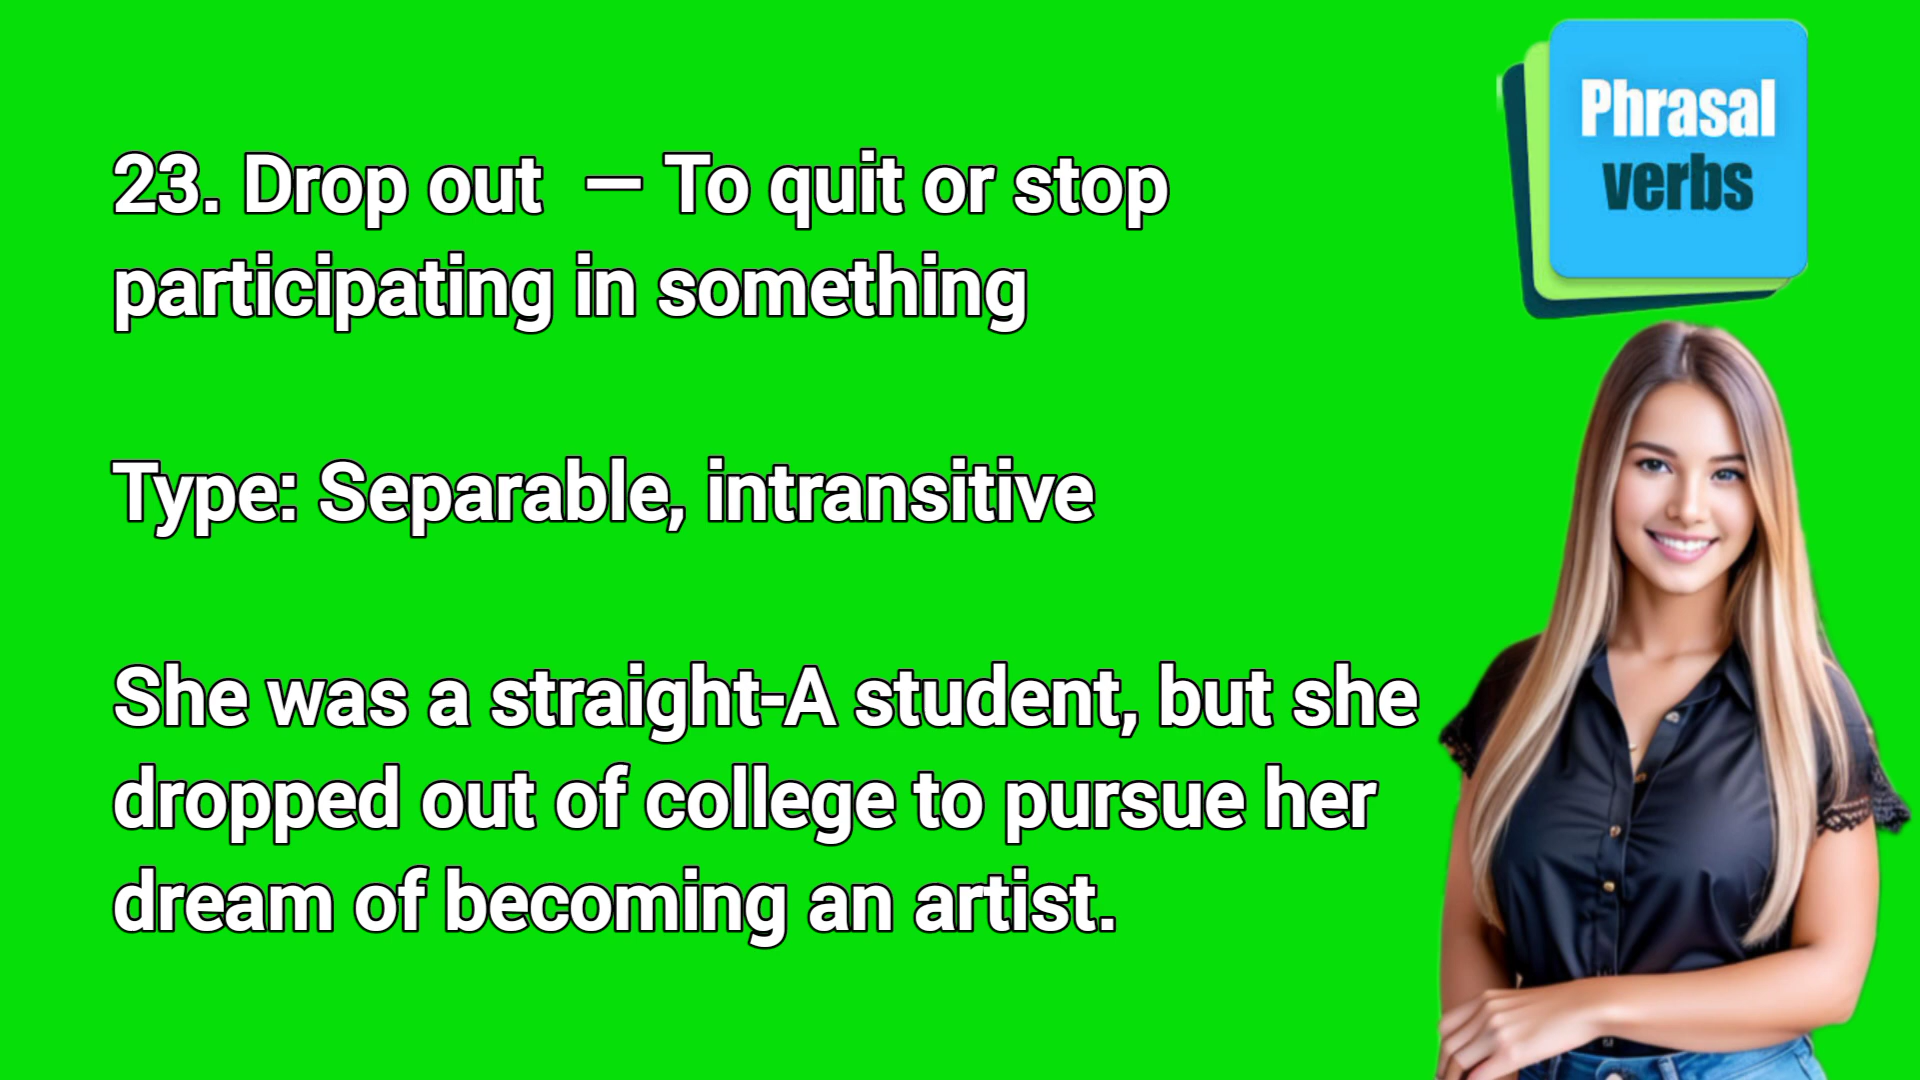 Phrasal
verbs
23. Drop out — To quit or stop
participating in something
Type: Separable, intransitive
She was a straight-A student, but she
dropped out of college to pursue her
dream of becoming an artist.